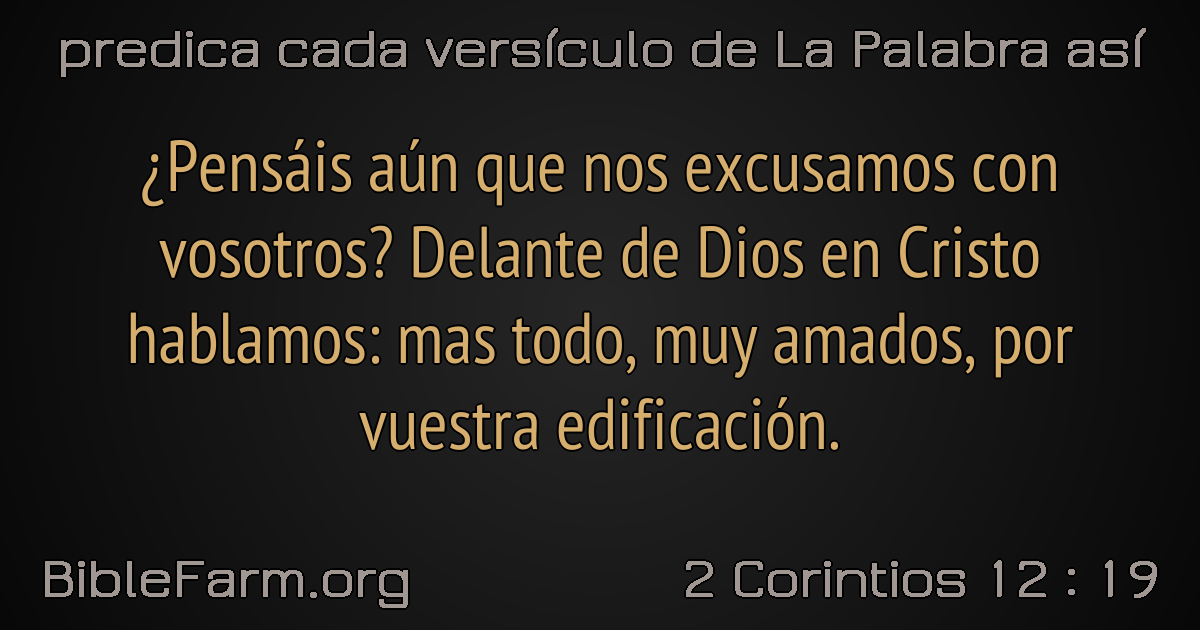 predica cada versículo de La Palabra así
¿Pensáis aún que nos excusamos con
vosotros? Delante de Dios en Cristo
hablamos: mas todo, muy amados, por
vuestra edificación.
BibleFarm.org
2 Corintios 12 : 19